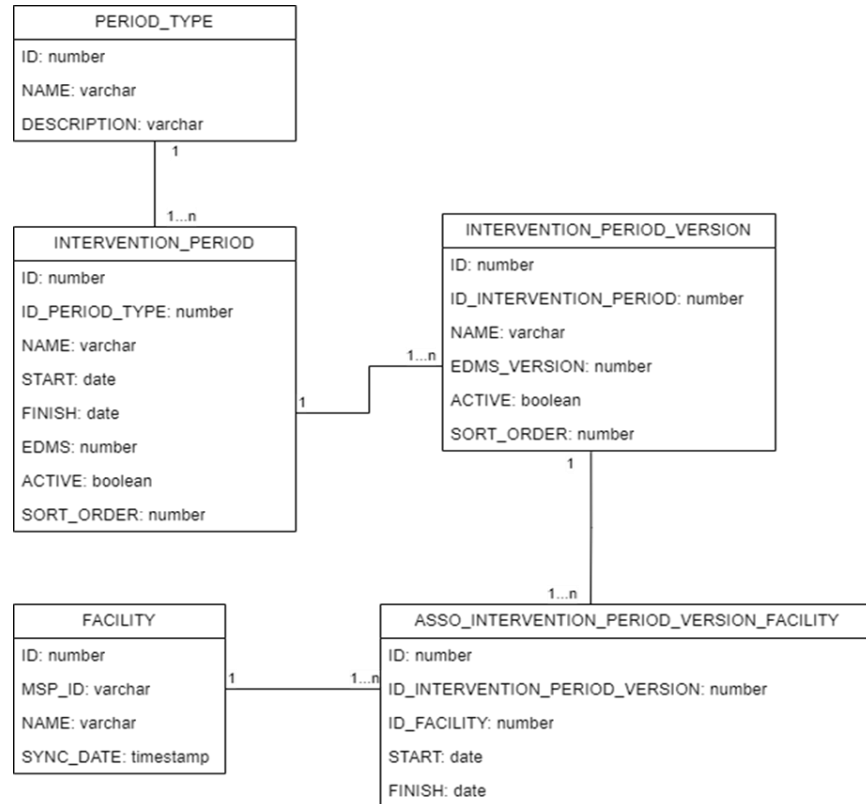 PERIOD_TYPE
ID: number
NAME: varchar
DESCRIPTION: varchar
1
1...n
INTERVENTION_PERIOD
ID: number
ID_PERIOD_TYPE: number
NAME: varchar
START: date
FINISH: date
EDMS: number
ACTIVE: boolean
SORT_ORDER: number
1
1...n
INTERVENTION_PERIOD_VERSION
ID: number
ID_INTERVENTION_PERIOD: number
NAME: varchar
EDMS_VERSION: number
ACTIVE: boolean
SORT_ORDER: number
1
1...n
FACILITY
ID: number
MSP_ID: varchar
NAME: varchar
SYNC_DATE: timestamp
1
1...n
ASSO_INTERVENTION_PERIOD_VERSION_FACILITY
ID: number
ID_INTERVENTION_PERIOD_VERSION: number
ID_FACILITY: number
START: date
FINISH: date